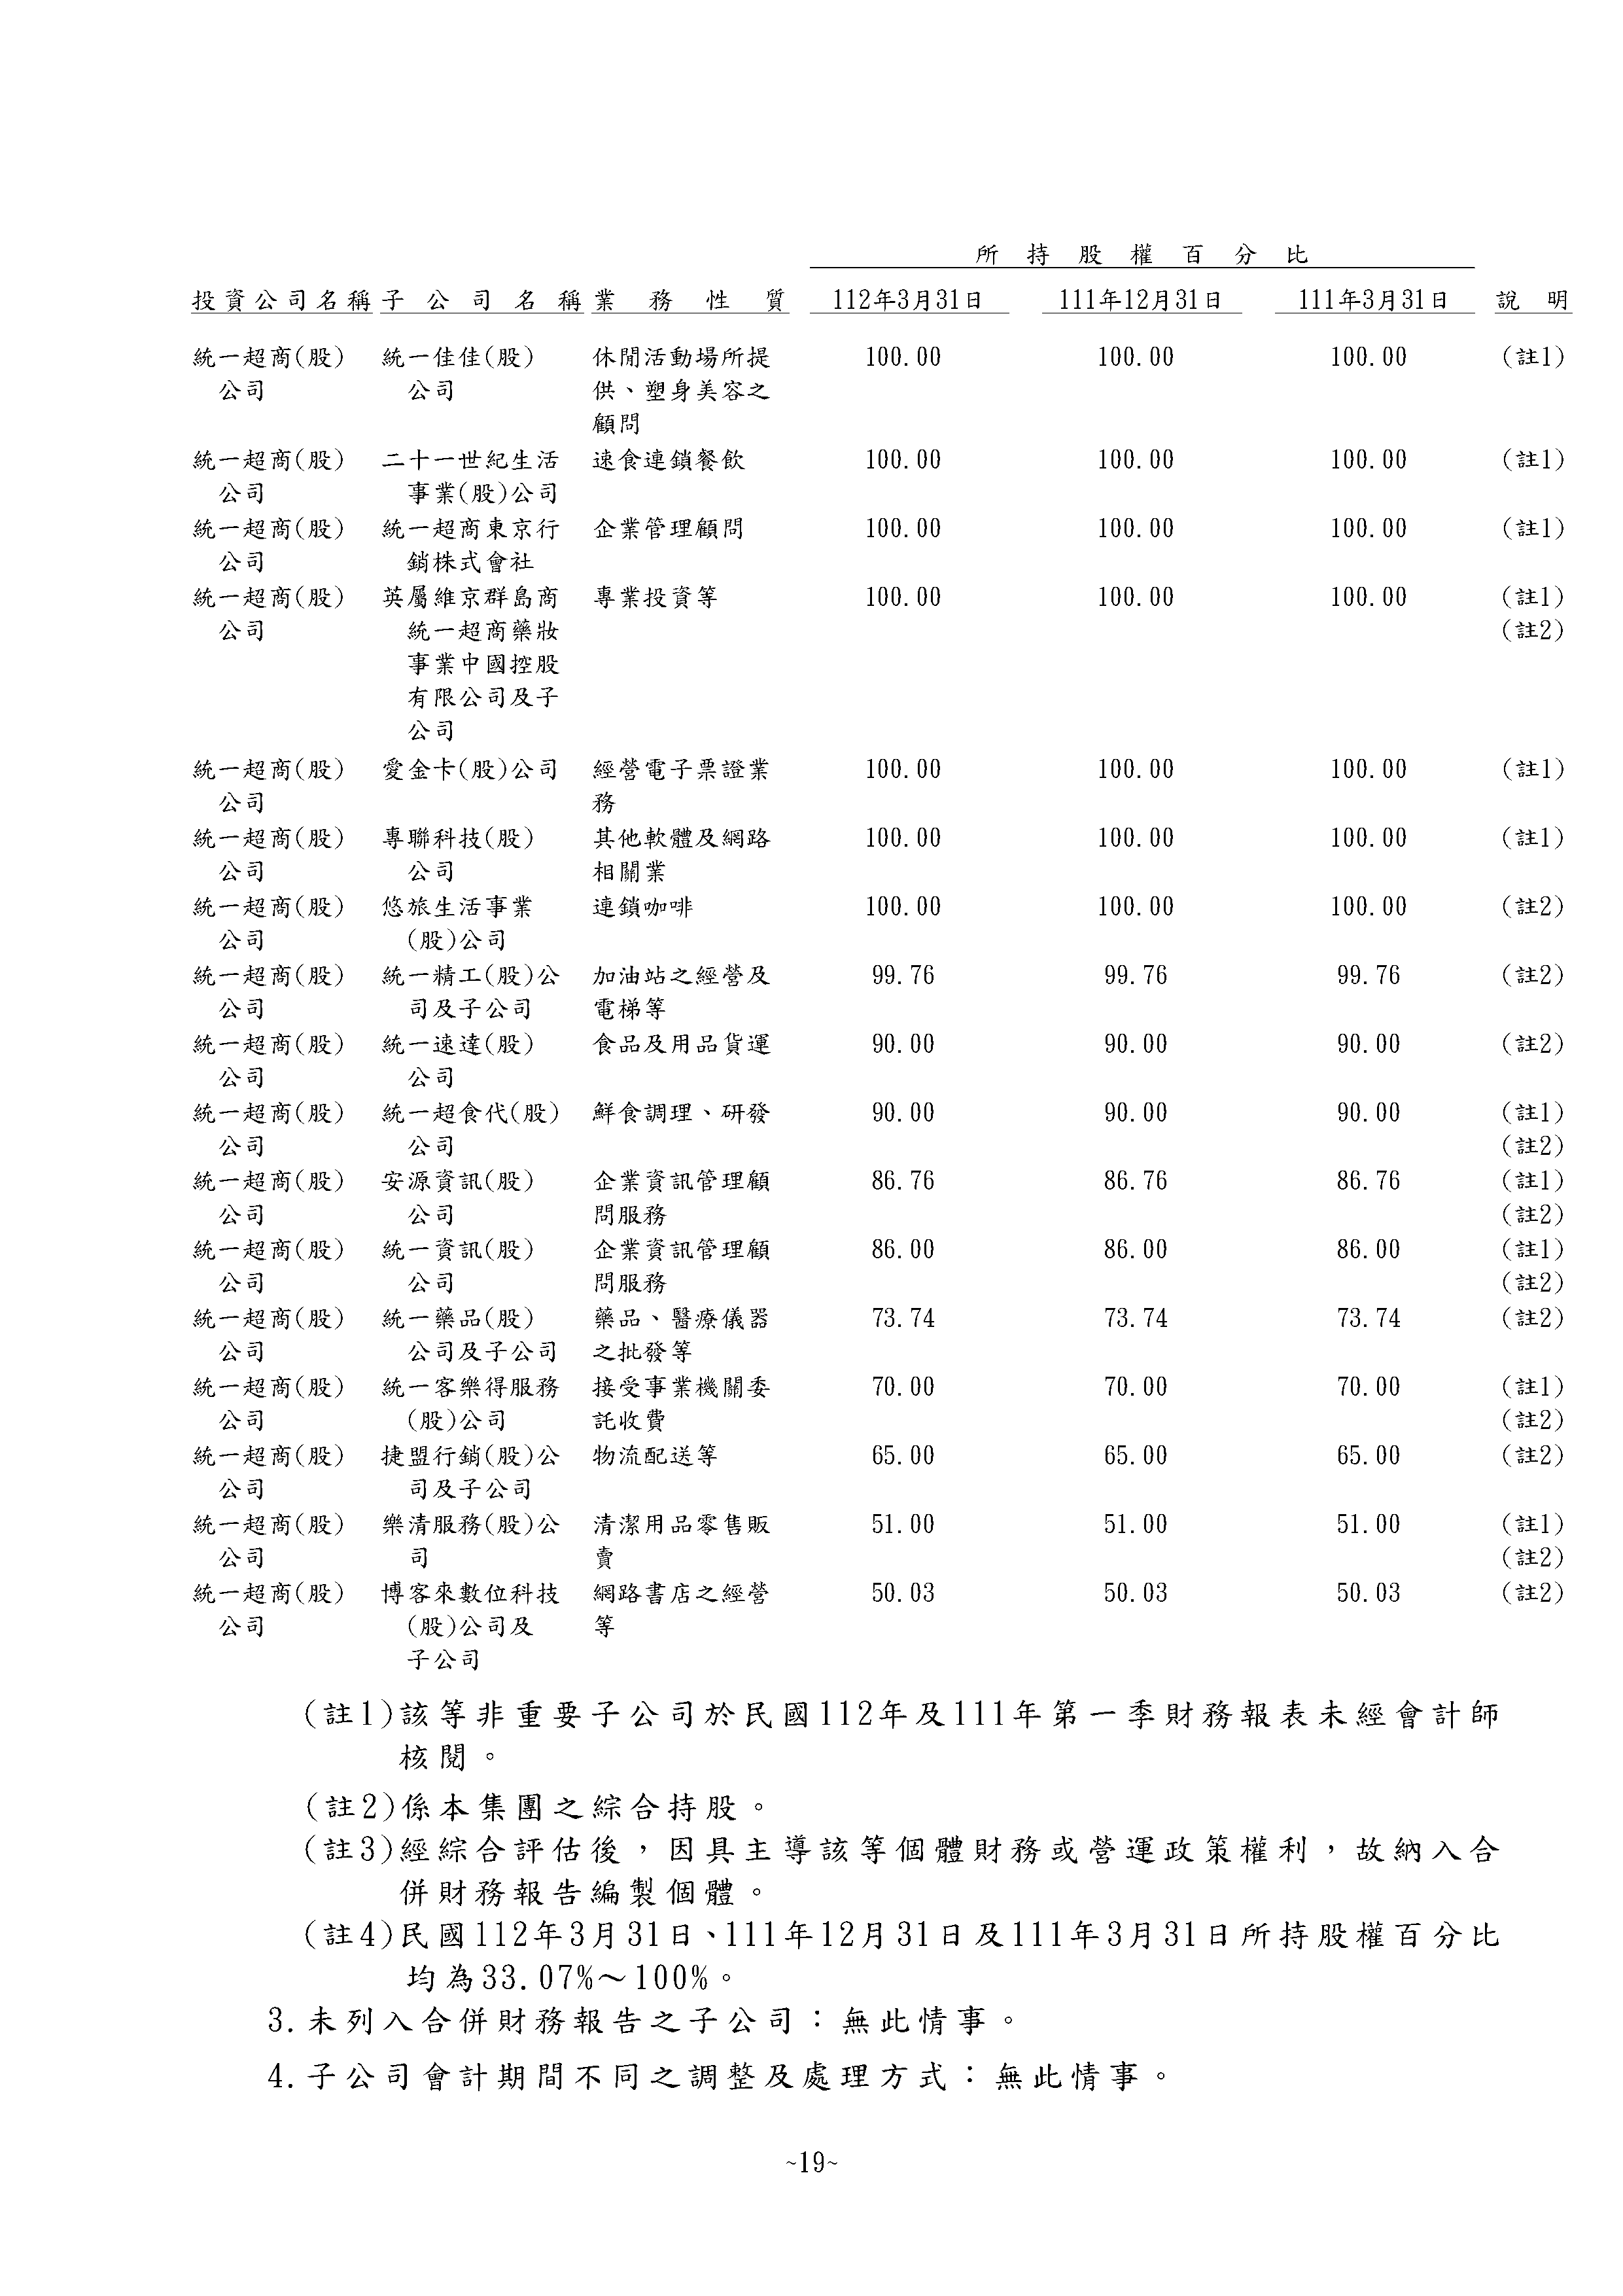 所持股權百分比
投資公司名稱 子公司名稱 業務性質 112年3月31日 111年12月31日 111年3月31日 說明
統一超商(股) 統一佳佳(股) 休閒活動場所提 100.00 100.00 100.00 (註1)
公司 公司 供、塑身美容之
顧問
統一超商(股) 二十一世紀生活 速食連鎖餐飲 100.00 100.00 100.00 (註1)
公司 事業(股)公司
統一超商(股) 統一超商東京行 企業管理顧問 100.00 100.00 100.00 (註1)
公司 銷株式會社
統一超商(股) 英屬維京群島商 專業投資等 100.00 100.00 100.00 (註1)
公司 統一超商藥妝 (註2)
事業中國控股
有限公司及子
公司
統一超商(股) 愛金卡(股)公司 經營電子票證業 100.00 100.00 100.00 (註1)
公司 務
統一超商(股) 專聯科技(股) 其他軟體及網路 100.00 100.00 100.00 (註1)
公司 公司 相關業
統一超商(股) 悠旅生活事業 連鎖咖啡 100.00 100.00 100.00 (註2)
公司 (股)公司
統一超商(股) 統一精工(股)公 加油站之經營及 99.76 99.76 99.76 (註2)
公司 司及子公司 電梯等
統一超商(股) 統一速達(股) 食品及用品貨運 90.00 90.00 90.00 (註2)
公司 公司
統一超商(股) 統一超食代(股) 鮮食調理、研發 90.00 90.00 90.00 (註1)
公司 公司 (註2)
統一超商(股) 安源資訊(股) 企業資訊管理顧 86.76 86.76 86.76 (註1)
公司 公司 問服務 (註2)
統一超商(股) 統一資訊(股) 企業資訊管理顧 86.00 86.00 86.00 (註1)
公司 公司 問服務 (註2)
統一超商(股) 統一藥品(股) 藥品、醫療儀器 73.74 73.74 73.74 (註2)
公司 公司及子公司 之批發等
統一超商(股) 統一客樂得服務 接受事業機關委 70.00 70.00 70.00 (註1)
公司 (股)公司 託收費 (註2)
統一超商(股) 捷盟行銷(股)公 物流配送等 65.00 65.00 65.00 (註2)
公司 司及子公司
統一超商(股) 樂清服務(股)公 清潔用品零售販 51.00 51.00 51.00 (註1)
公司 司 賣 (註2)
統一超商(股) 博客來數位科技 網路書店之經營 50.03 50.03 50.03 (註2)
公司 (股)公司及 等
子公司
(註1)該等非重要子公司於民國112年及111年第一季財務報表未經會計師
核閱。
(註2)係本集團之綜合持股。
(註3)經綜合評估後，因具主導該等個體財務或營運政策權利，故納入合
併財務報告編製個體。
(註4)民國112年3月31日、111年12月31日及111年3月31日所持股權百分比
均為33.07%～100%。
3.未列入合併財務報告之子公司：無此情事。
4.子公司會計期間不同之調整及處理方式：無此情事。
~19~